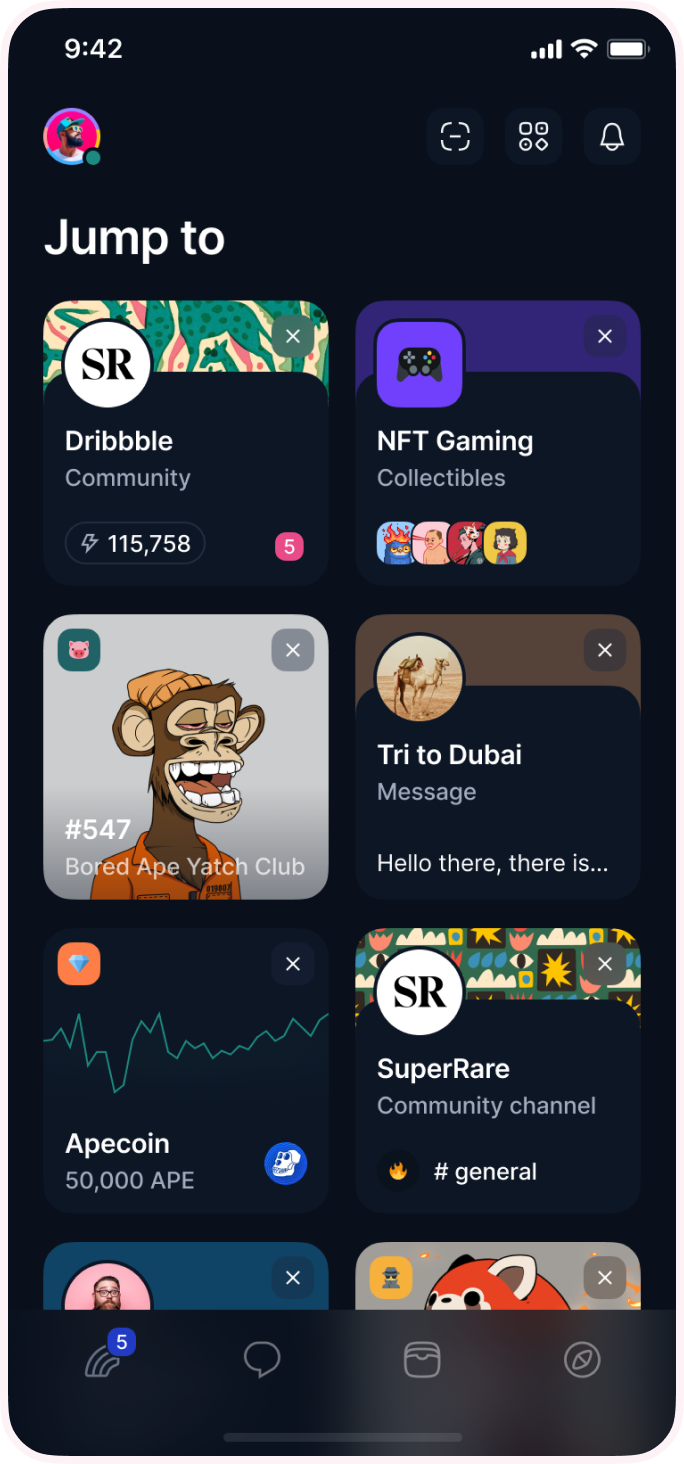 9:42
Jump to
SR
Dribbble
Community
115,758
5
NFT Gaming
Collectibles
#547
Bored Ape Yatch Club
019807
Tri to Dubai
Message
Hello there, there is...
Apecoin
50,000 APE
SR
SuperRare
Community channel
# general
5